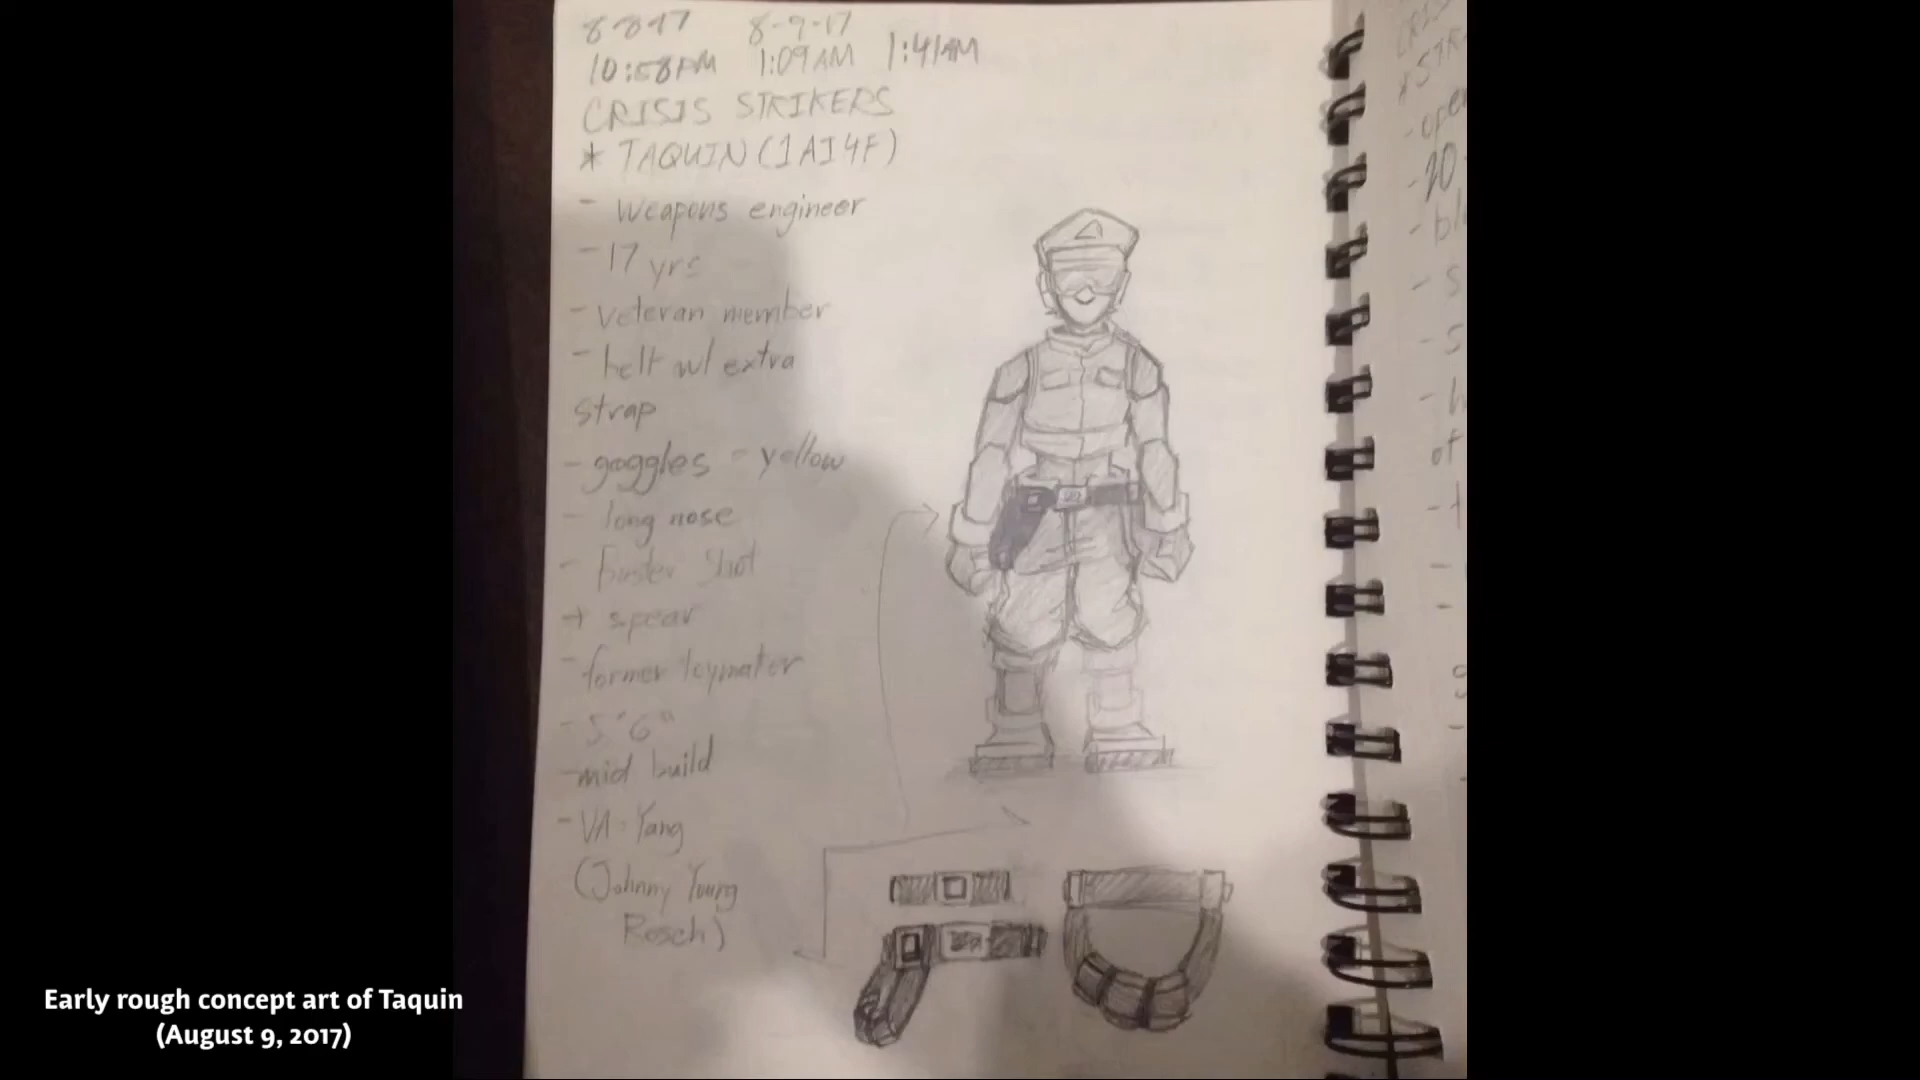 8-8-17 8-9-17
10:58PM 1:09AM 1:41AM
CRISIS STRIKERS
* TAQUIN (1AI4F)
- weapons engineer
- 17 yrs
- veteran member
- belt w/ extra
strap
- goggles = yellow
- long nose
- buster shot
+ spear
- former toymaker
- 5'6"
- mid build
- VA: Yang
(Johnny Yong
Bosch)
Early rough concept art of Taquin
(August 9, 2017)